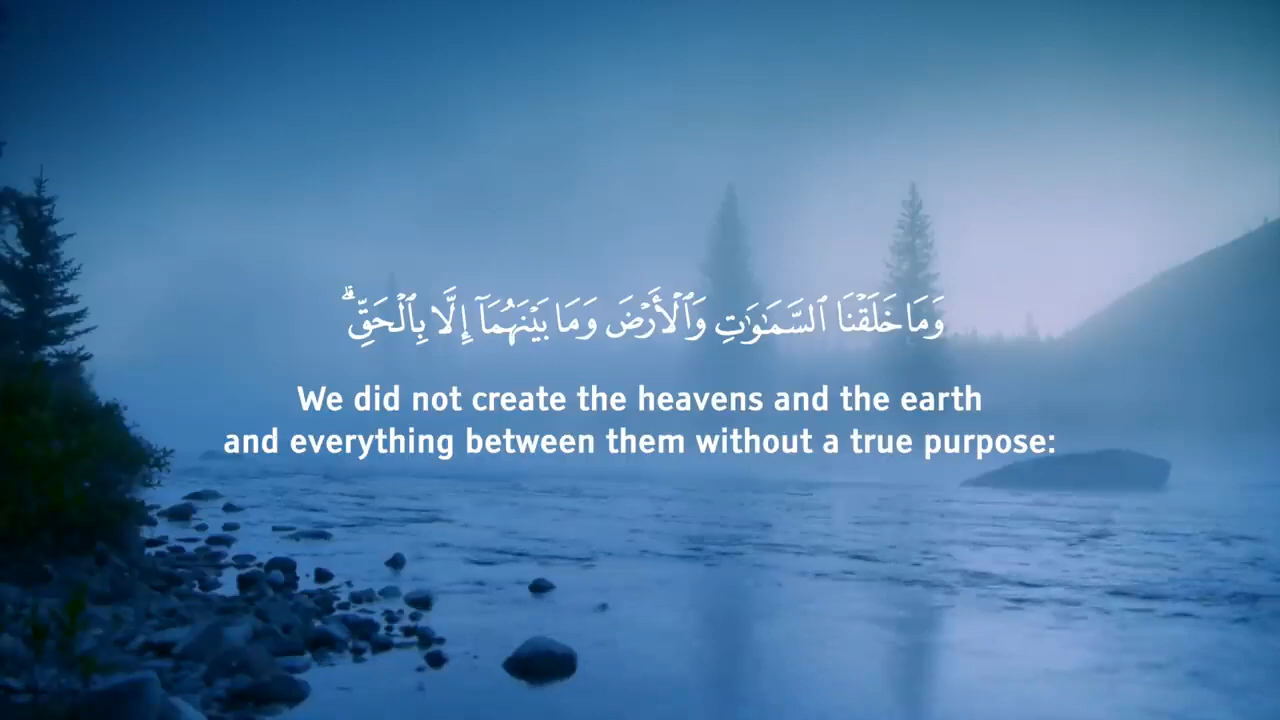 وَمَا خَلَقْنَا ٱلسَّمَـٰوَٰتِ وَٱلْأَرْضَ وَمَا بَيْنَهُمَآ إِلَّا بِٱلْحَقِّ ۗ
We did not create the heavens and the earth
and everything between them without a true purpose: